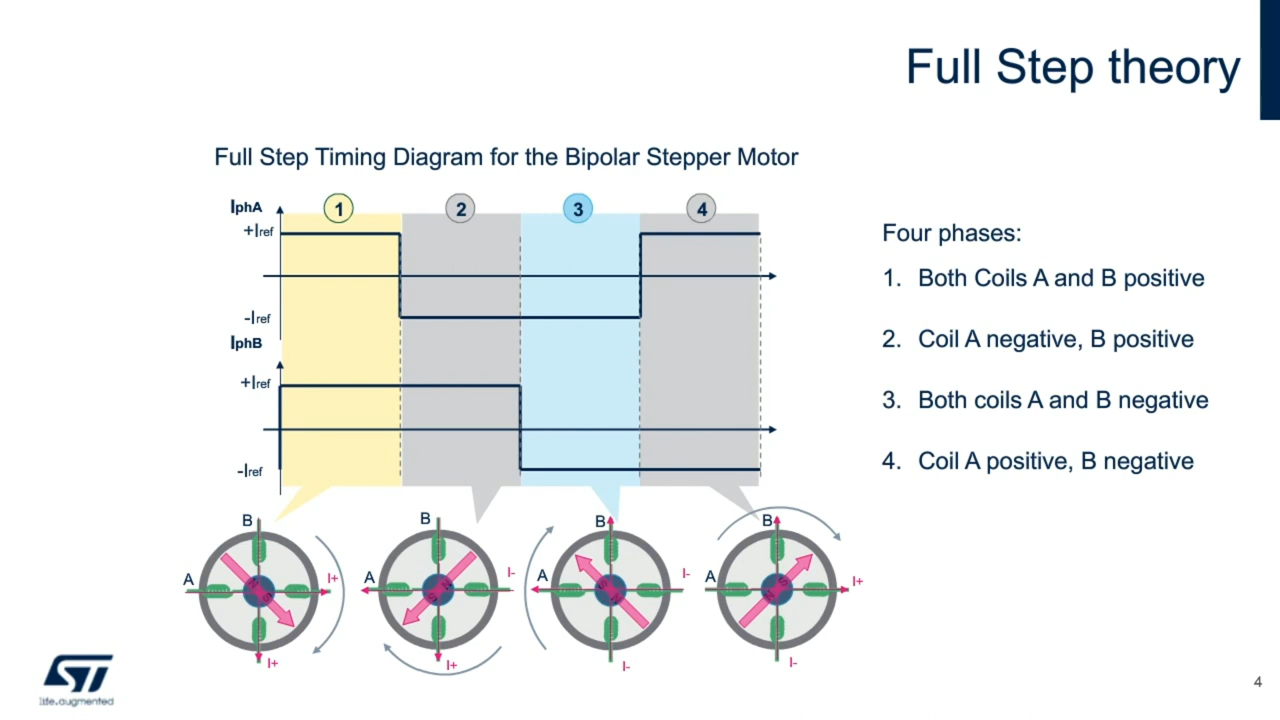 Full Step theory
Full Step Timing Diagram for the Bipolar Stepper Motor
IphA
1
2
3
4
+Iref
-Iref
IphB
+Iref
-Iref
Four phases:
1. Both Coils A and B positive
2. Coil A negative, B positive
3. Both coils A and B negative
4. Coil A positive, B negative
B
A
I+
I+
B
A
I-
I+
B
A
I-
I-
B
A
I+
I-
ST
life.augmented
4